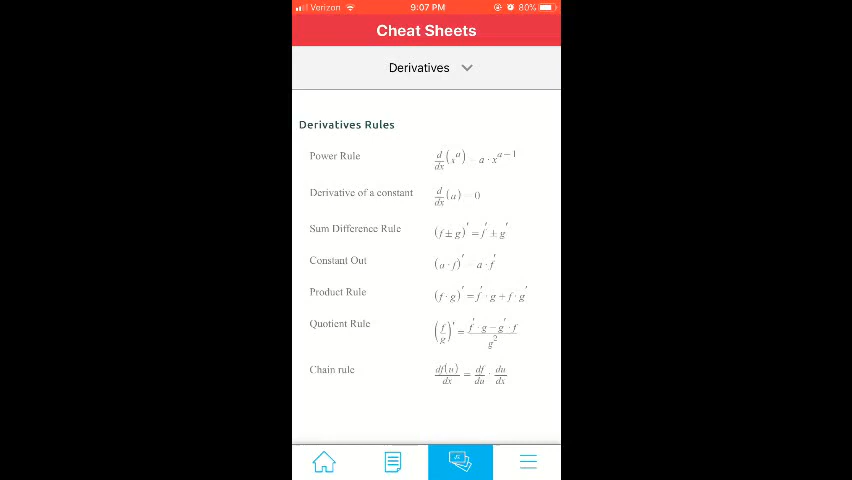 Verizon 9:07 PM 80%
Cheat Sheets
Derivatives
Derivatives Rules
Power Rule d/dx(x^a) = a · x^(a−1)
Derivative of a constant d/dx(a) = 0
Sum Difference Rule (f ± g)′ = f′ ± g′
Constant Out (a · f)′ = a · f′
Product Rule (f · g)′ = f′ · g + f · g′
Quotient Rule (f/g)′ = (f′ · g − g′ · f)/g²
Chain rule df(u)/dx = df/du · du/dx